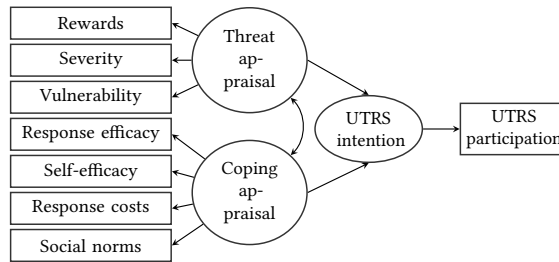 Rewards
Severity
Vulnerability
Response efficacy
Self-efficacy
Response costs
Social norms
Threat
ap-
praisal
Coping
ap-
praisal
UTRS
intention
UTRS
participation